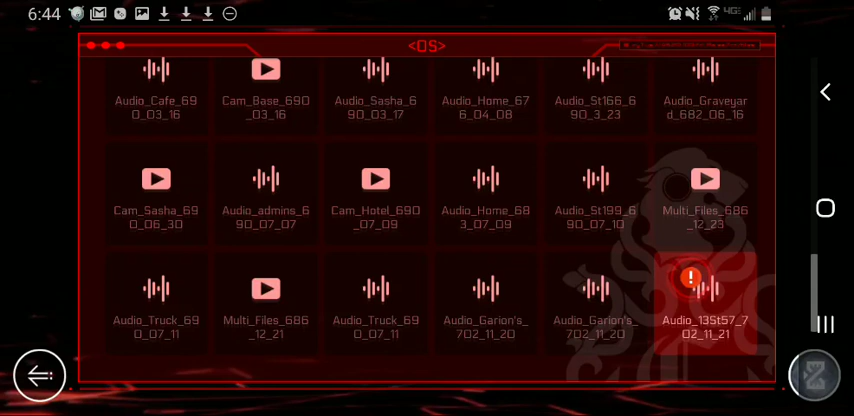 6:44
4GE
<OS>
Audio_Cafe_69
0_03_16
Cam_Base_690
_03_16
Audio_Sasha_6
90_03_17
Audio_Home_67
6_04_08
Audio_St166_6
90_3_23
Audio_Graveyar
d_682_06_16
Cam_Sasha_69
0_06_30
Audio_admins_6
90_07_07
Cam_Hotel_690
_07_09
Audio_Home_68
3_07_09
Audio_St199_6
90_07_10
Multi_Files_686
_12_23
Audio_Truck_69
0_07_11
Multi_Files_686
_12_21
Audio_Truck_69
0_07_11
Audio_Garion's_
702_11_20
Audio_Garion's_
702_11_20
Audio_13St57_7
02_11_21